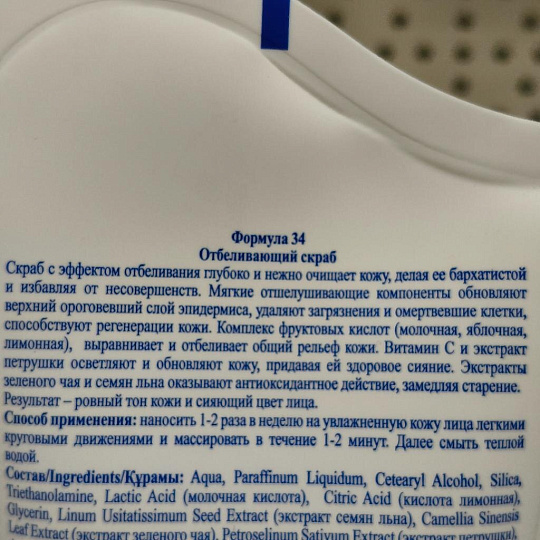 Формула 34
Отбеливающий скраб
Скраб с эффектом отбеливания глубоко и нежно очищает кожу, делая ее бархатистой
и избавляя от несовершенств. Мягкие отшелушивающие компоненты обновляют
верхний ороговевший слой эпидермиса, удаляют загрязнения и омертвевшие клетки,
способствуют регенерации кожи. Комплекс фруктовых кислот (молочная, яблочная,
лимонная), выравнивает и отбеливает общий рельеф кожи. Витамин С и экстракт
петрушки осветляют и обновляют кожу, придавая ей здоровое сияние. Экстракты
зеленого чая и семян льна оказывают антиоксидантное действие, замедляя старение.
Результат – ровный тон кожи и сияющий цвет лица.
Способ применения: наносить 1-2 раза в неделю на увлажненную кожу лица легкими
круговыми движениями и массировать в течение 1-2 минут. Далее смыть теплой
водой.
Состав/Ingredients/Құрамы: Aqua, Paraffinum Liquidum, Cetearyl Alcohol, Silica,
Triethanolamine, Lactic Acid (молочная кислота), Citric Acid (кислота лимонная),
Glycerin, Linum Usitatissimum Seed Extract (экстракт семян льна), Camellia Sinensis
Leaf Extract (экстракт зеленого чая), Petroselinum Sativum Extract (экстракт петрушки),